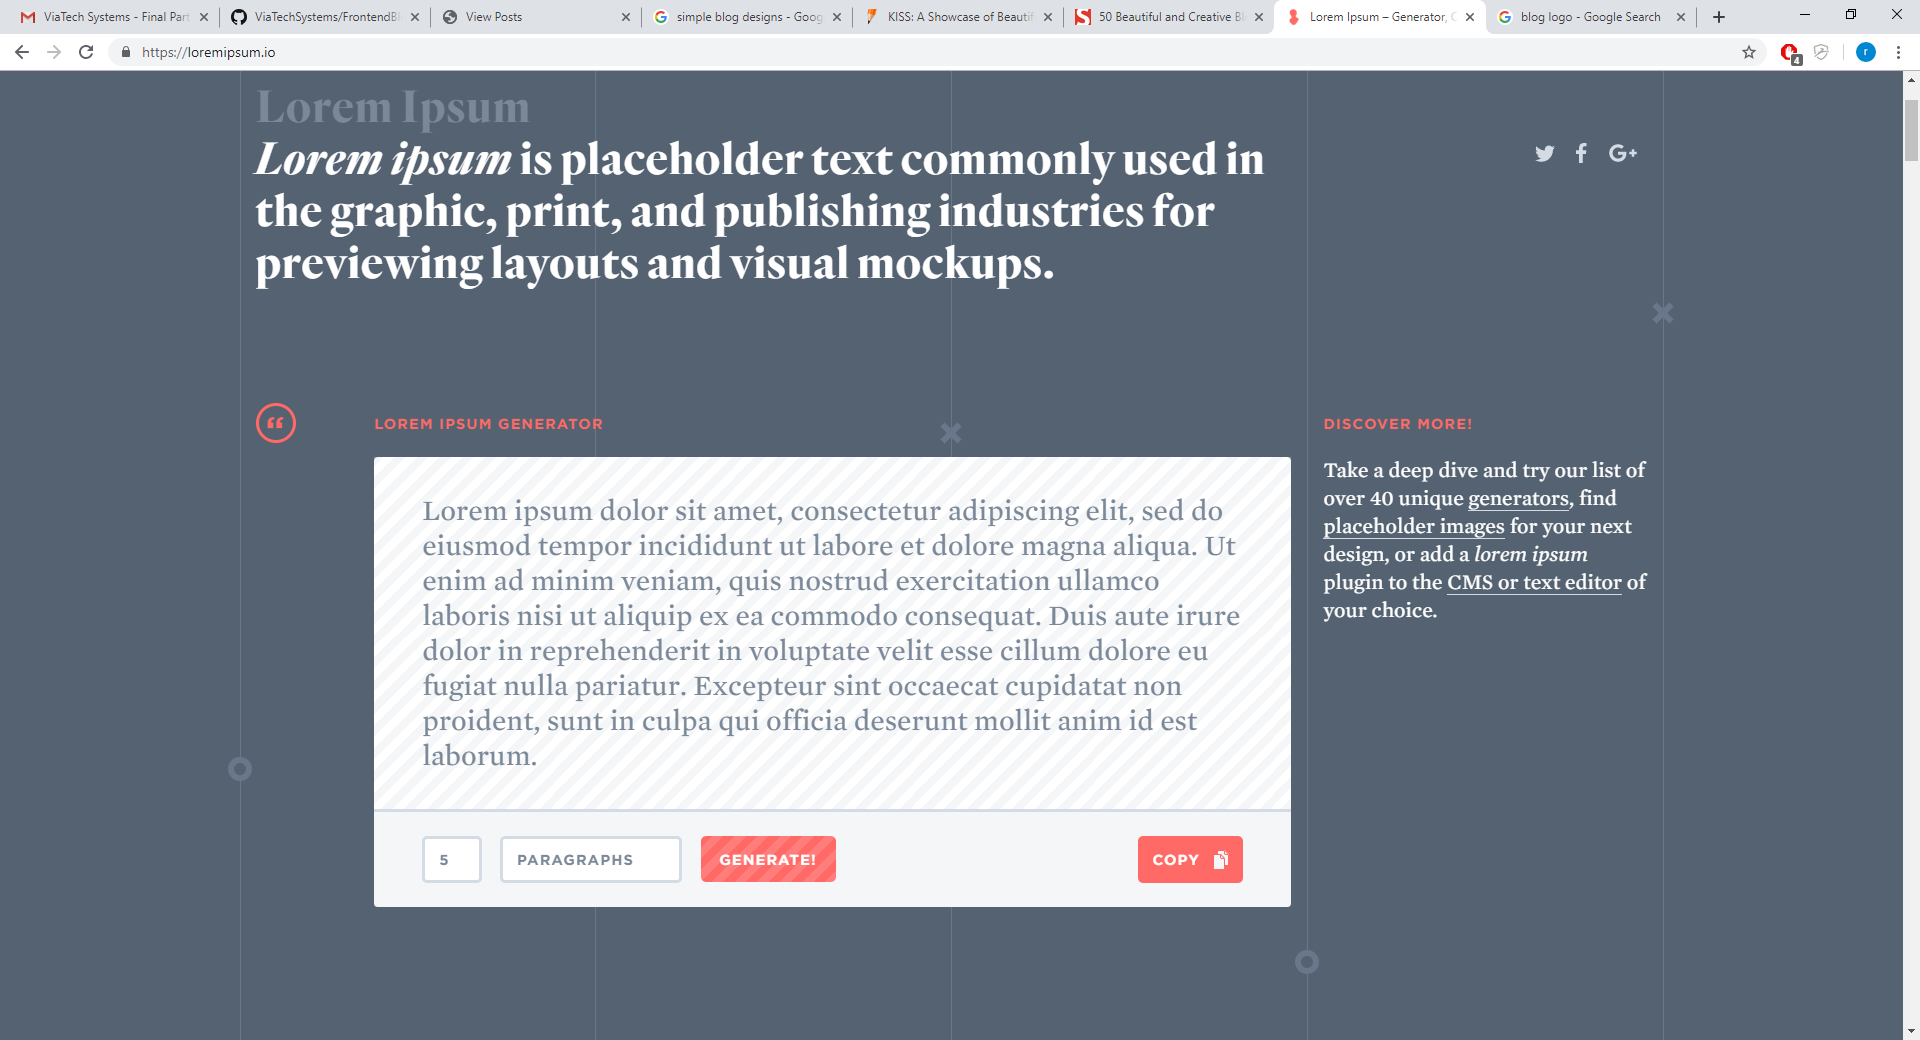 ViaTech Systems - Final Part
ViaTechSystems/FrontendBl
View Posts
simple blog designs - Goog
KISS: A Showcase of Beautif
50 Beautiful and Creative Bl
Lorem Ipsum – Generator, O
blog logo - Google Search
https://loremipsum.io
4
r
Lorem Ipsum
Lorem ipsum is placeholder text commonly used in
the graphic, print, and publishing industries for
previewing layouts and visual mockups.
G+
LOREM IPSUM GENERATOR
Lorem ipsum dolor sit amet, consectetur adipiscing elit, sed do
eiusmod tempor incididunt ut labore et dolore magna aliqua. Ut
enim ad minim veniam, quis nostrud exercitation ullamco
laboris nisi ut aliquip ex ea commodo consequat. Duis aute irure
dolor in reprehenderit in voluptate velit esse cillum dolore eu
fugiat nulla pariatur. Excepteur sint occaecat cupidatat non
proident, sunt in culpa qui officia deserunt mollit anim id est
laborum.
5
PARAGRAPHS
GENERATE!
COPY
DISCOVER MORE!
Take a deep dive and try our list of
over 40 unique generators, find
placeholder images for your next
design, or add a lorem ipsum
plugin to the CMS or text editor of
your choice.